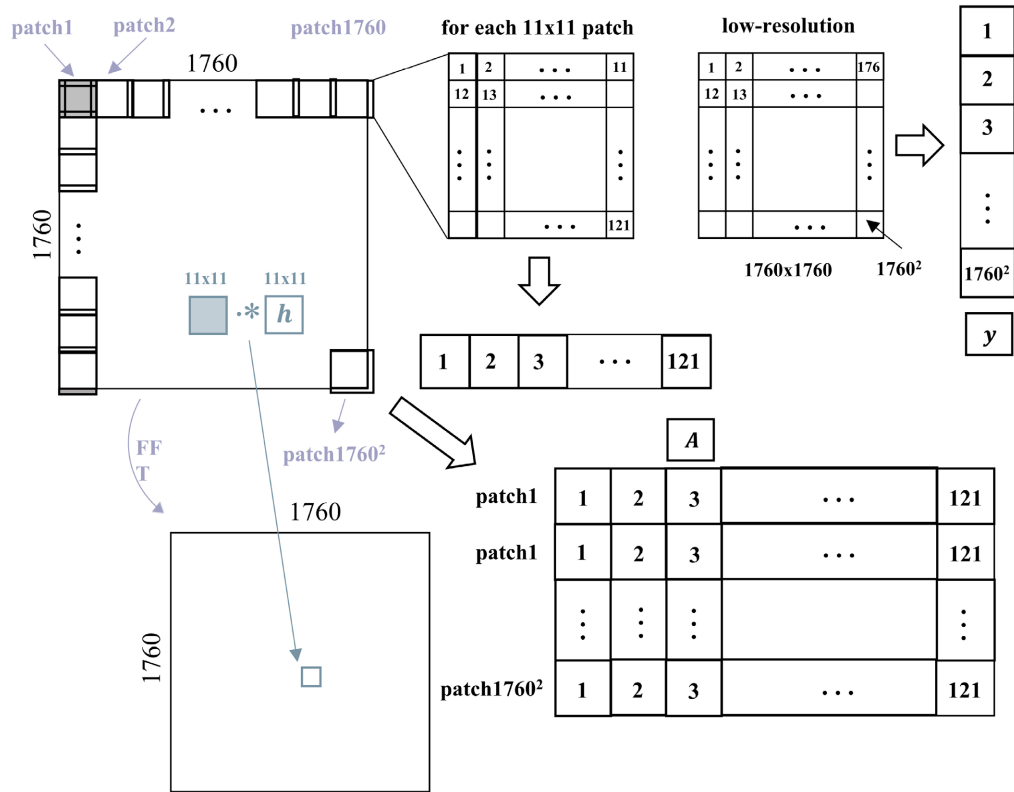 patch1
patch2
patch1760
1760
1760
...
⋮
11x11
11x11
·*
h
patch1760²
FF
T
1760
1760
for each 11x11 patch
1 2 ... 11
12 13 ...
⋮ ⋮ ⋮
... 121
low-resolution
1 2 ... 176
12 13 ...
⋮ ⋮ ⋮
...
1760x1760
1760²
1
2
3
⋮
1760²
y
1 2 3 ... 121
A
patch1 1 2 3 ... 121
patch1 1 2 3 ... 121
⋮ ⋮ ⋮ ⋮
patch1760² 1 2 3 ... 121